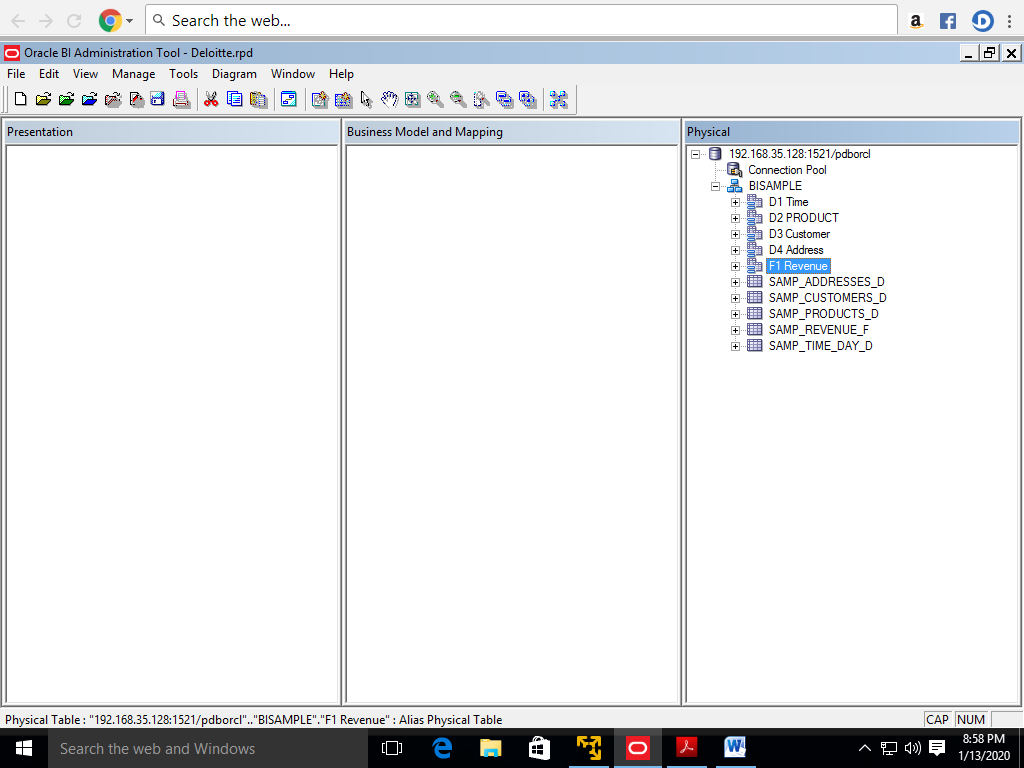 Search the web...
a
f
D
Oracle BI Administration Tool - Deloitte.rpd
File Edit View Manage Tools Diagram Window Help
Presentation
Business Model and Mapping
Physical
192.168.35.128:1521/pdborcl
Connection Pool
BISAMPLE
D1 Time
D2 PRODUCT
D3 Customer
D4 Address
F1 Revenue
SAMP_ADDRESSES_D
SAMP_CUSTOMERS_D
SAMP_PRODUCTS_D
SAMP_REVENUE_F
SAMP_TIME_DAY_D
Physical Table : "192.168.35.128:1521/pdborcl".."BISAMPLE"."F1 Revenue" : Alias Physical Table
CAP NUM
Search the web and Windows
8:58 PM
1/13/2020